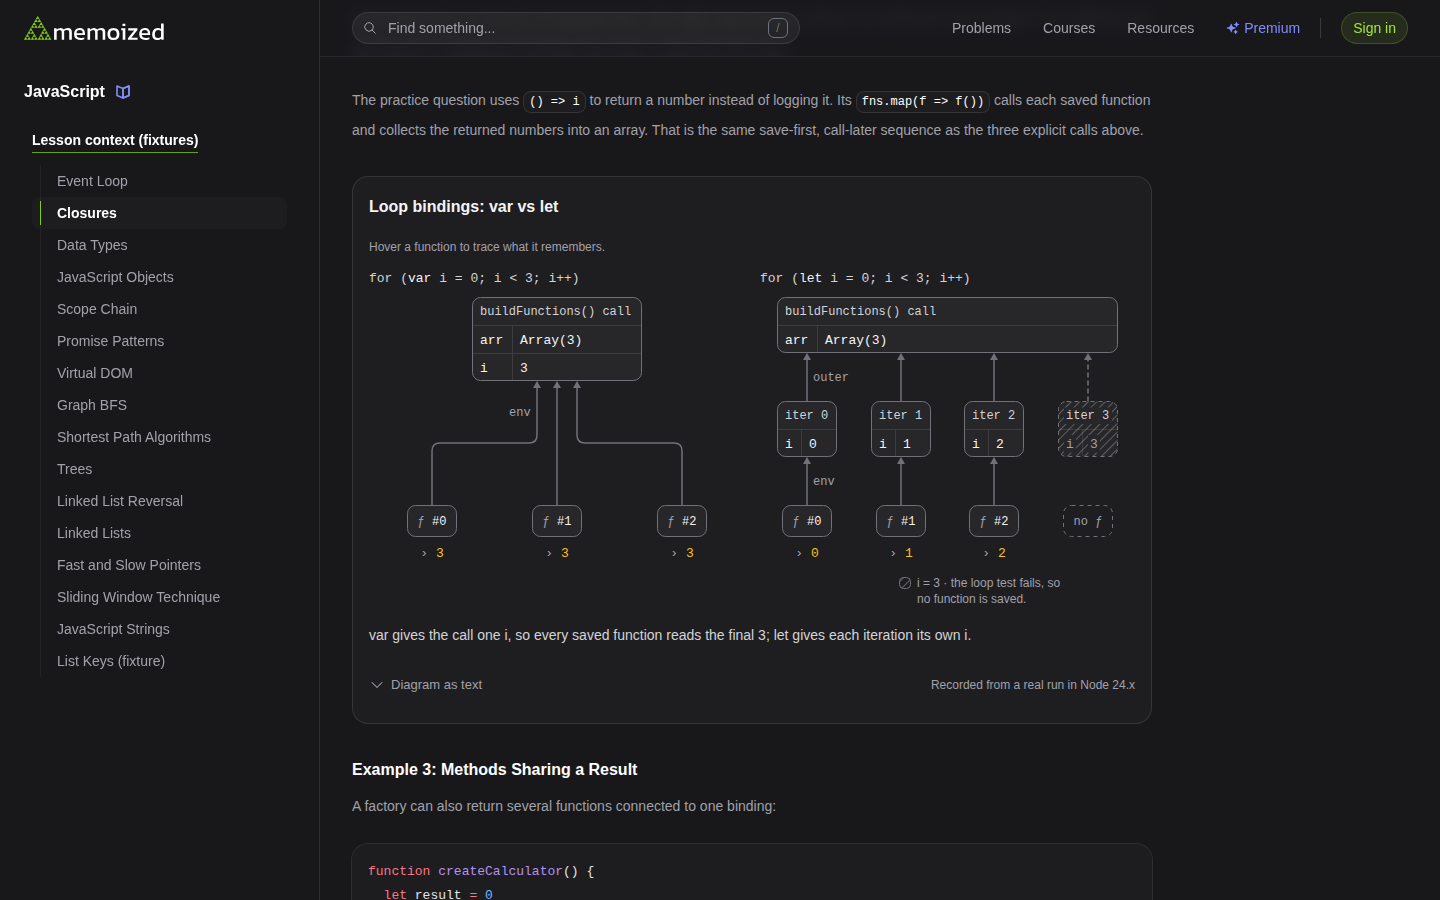 memoized
Find something...
/
Problems
Courses
Resources
Premium
Sign in
JavaScript
Lesson context (fixtures)
Event Loop
Closures
Data Types
JavaScript Objects
Scope Chain
Promise Patterns
Virtual DOM
Graph BFS
Shortest Path Algorithms
Trees
Linked List Reversal
Linked Lists
Fast and Slow Pointers
Sliding Window Technique
JavaScript Strings
List Keys (fixture)
The practice question uses () => i to return a number instead of logging it. Its fns.map(f => f()) calls each saved function
and collects the returned numbers into an array. That is the same save-first, call-later sequence as the three explicit calls above.
Loop bindings: var vs let
Hover a function to trace what it remembers.
for (var i = 0; i < 3; i++)
buildFunctions() call
arr Array(3)
i 3
env
ƒ #0 ƒ #1 ƒ #2
› 3 › 3 › 3
for (let i = 0; i < 3; i++)
buildFunctions() call
arr Array(3)
outer
iter 0 iter 1 iter 2 iter 3
i 0 i 1 i 2 i 3
env
ƒ #0 ƒ #1 ƒ #2 no ƒ
› 0 › 1 › 2
i = 3 · the loop test fails, so
no function is saved.
var gives the call one i, so every saved function reads the final 3; let gives each iteration its own i.
Diagram as text
Recorded from a real run in Node 24.x
Example 3: Methods Sharing a Result
A factory can also return several functions connected to one binding:
function createCalculator() {
let result = 0